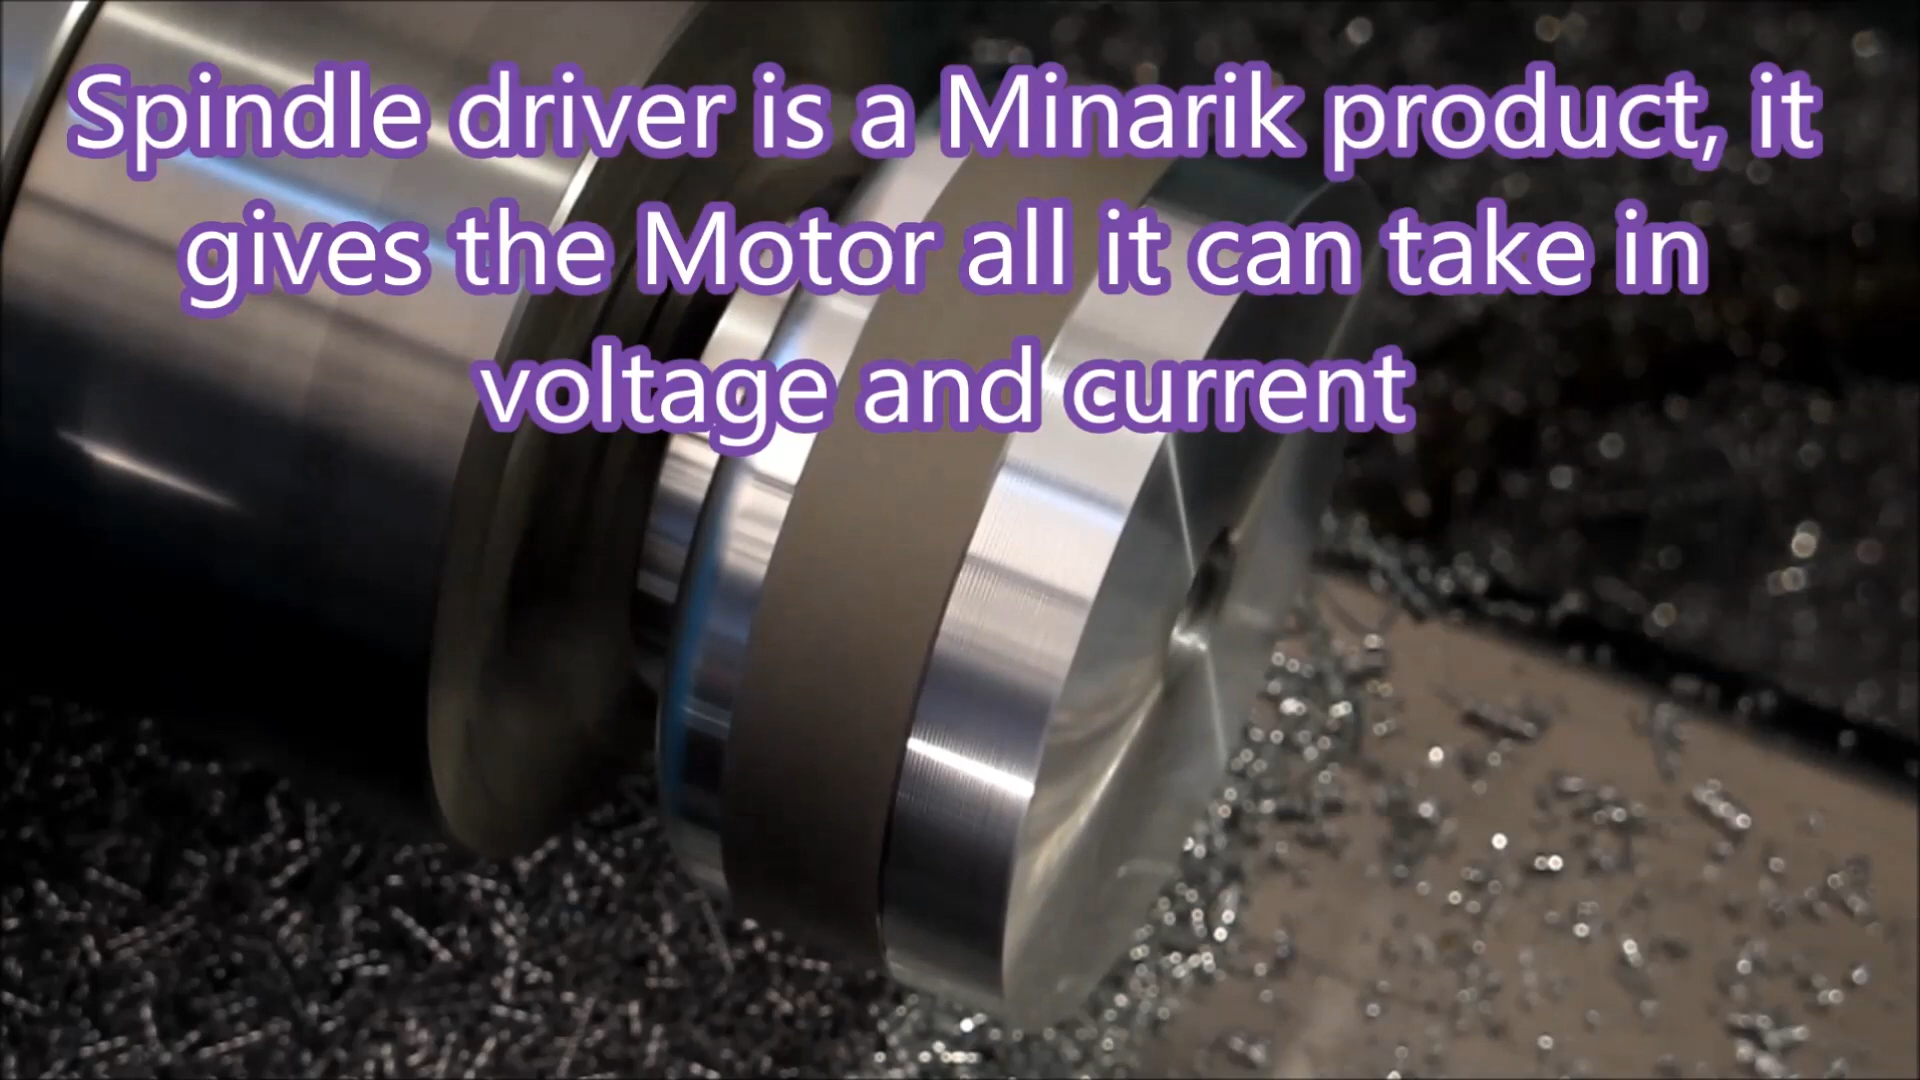 Spindle driver is a Minarik product, it
gives the Motor all it can take in
voltage and current